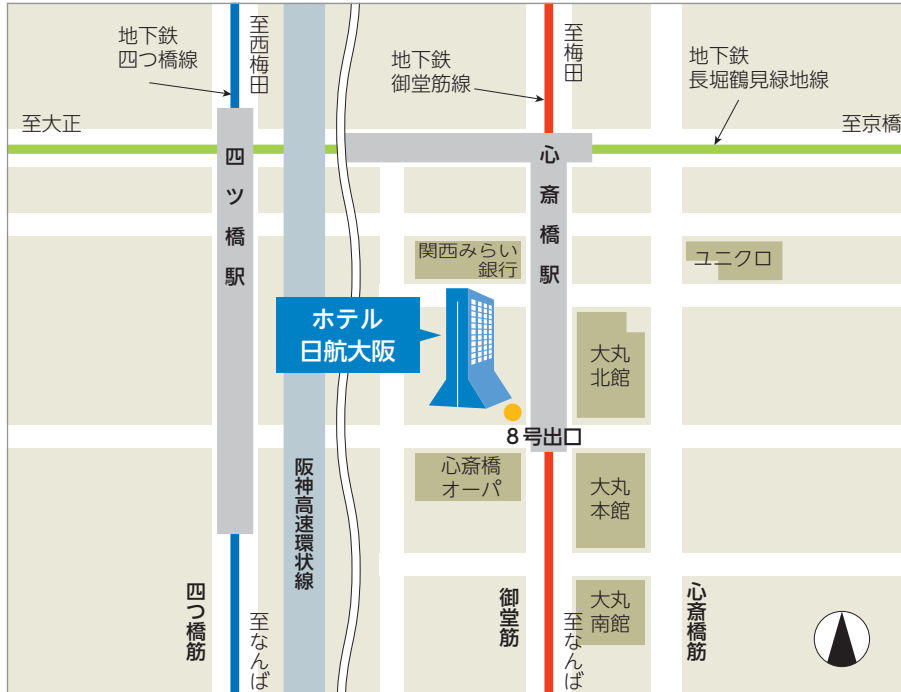 地下鉄
四つ橋線
至西梅田
地下鉄
御堂筋線
至梅田
地下鉄
長堀鶴見緑地線
至大正
至京橋
四ツ橋駅
心斎橋駅
関西みらい
銀行
ユニクロ
ホテル
日航大阪
大丸
北館
8号出口
心斎橋
オーパ
大丸
本館
阪神高速環状線
四つ橋筋
至なんば
御堂筋
至なんば
大丸
南館
心斎橋筋